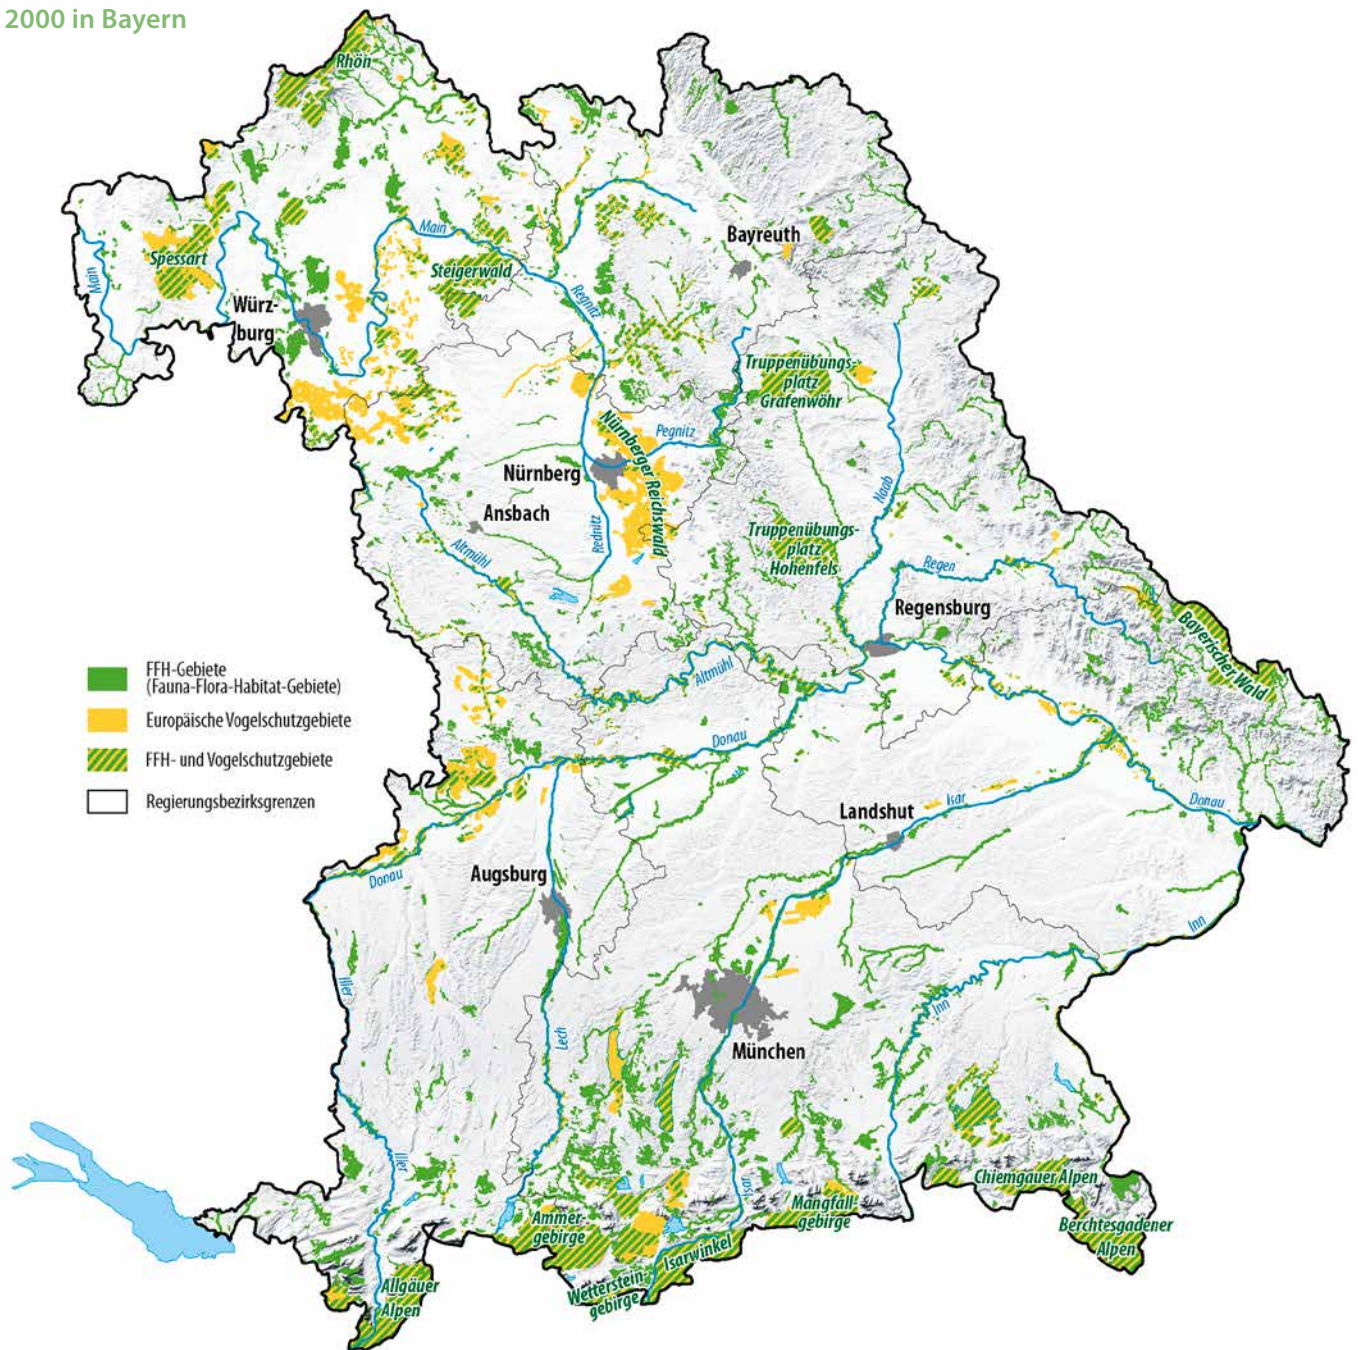 2000 in Bayern
Rhön
Main
Spessart
Main
Steigerwald
Würz-
burg
Regnitz
Bayreuth
Truppenübungs-
platz
Grafenwöhr
Nürnberger Reichswald
Pegnitz
Nürnberg
Ansbach
Rednitz
Altmühl
Naab
Truppenübungs-
platz
Hohenfels
Regen
Regensburg
Bayerischer Wald
Altmühl
Donau
FFH-Gebiete
(Fauna-Flora-Habitat-Gebiete)
Europäische Vogelschutzgebiete
FFH- und Vogelschutzgebiete
Regierungsbezirksgrenzen
Landshut
Isar
Donau
Donau
Augsburg
Inn
Iller
Lech
Inn
München
Iller
Isar
Chiemgauer Alpen
Mangfall-
gebirge
Berchtesgadener
Alpen
Ammer-
gebirge
Isarwinkel
Wetterstein-
gebirge
Allgäuer
Alpen